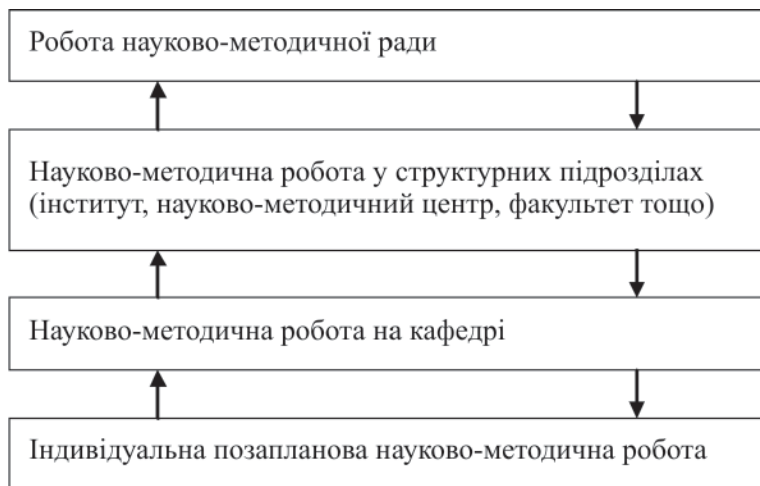 Робота науково-методичної ради
Науково-методична робота у структурних підрозділах
(інститут, науково-методичний центр, факультет тощо)
Науково-методична робота на кафедрі
Індивідуальна позапланова науково-методична робота